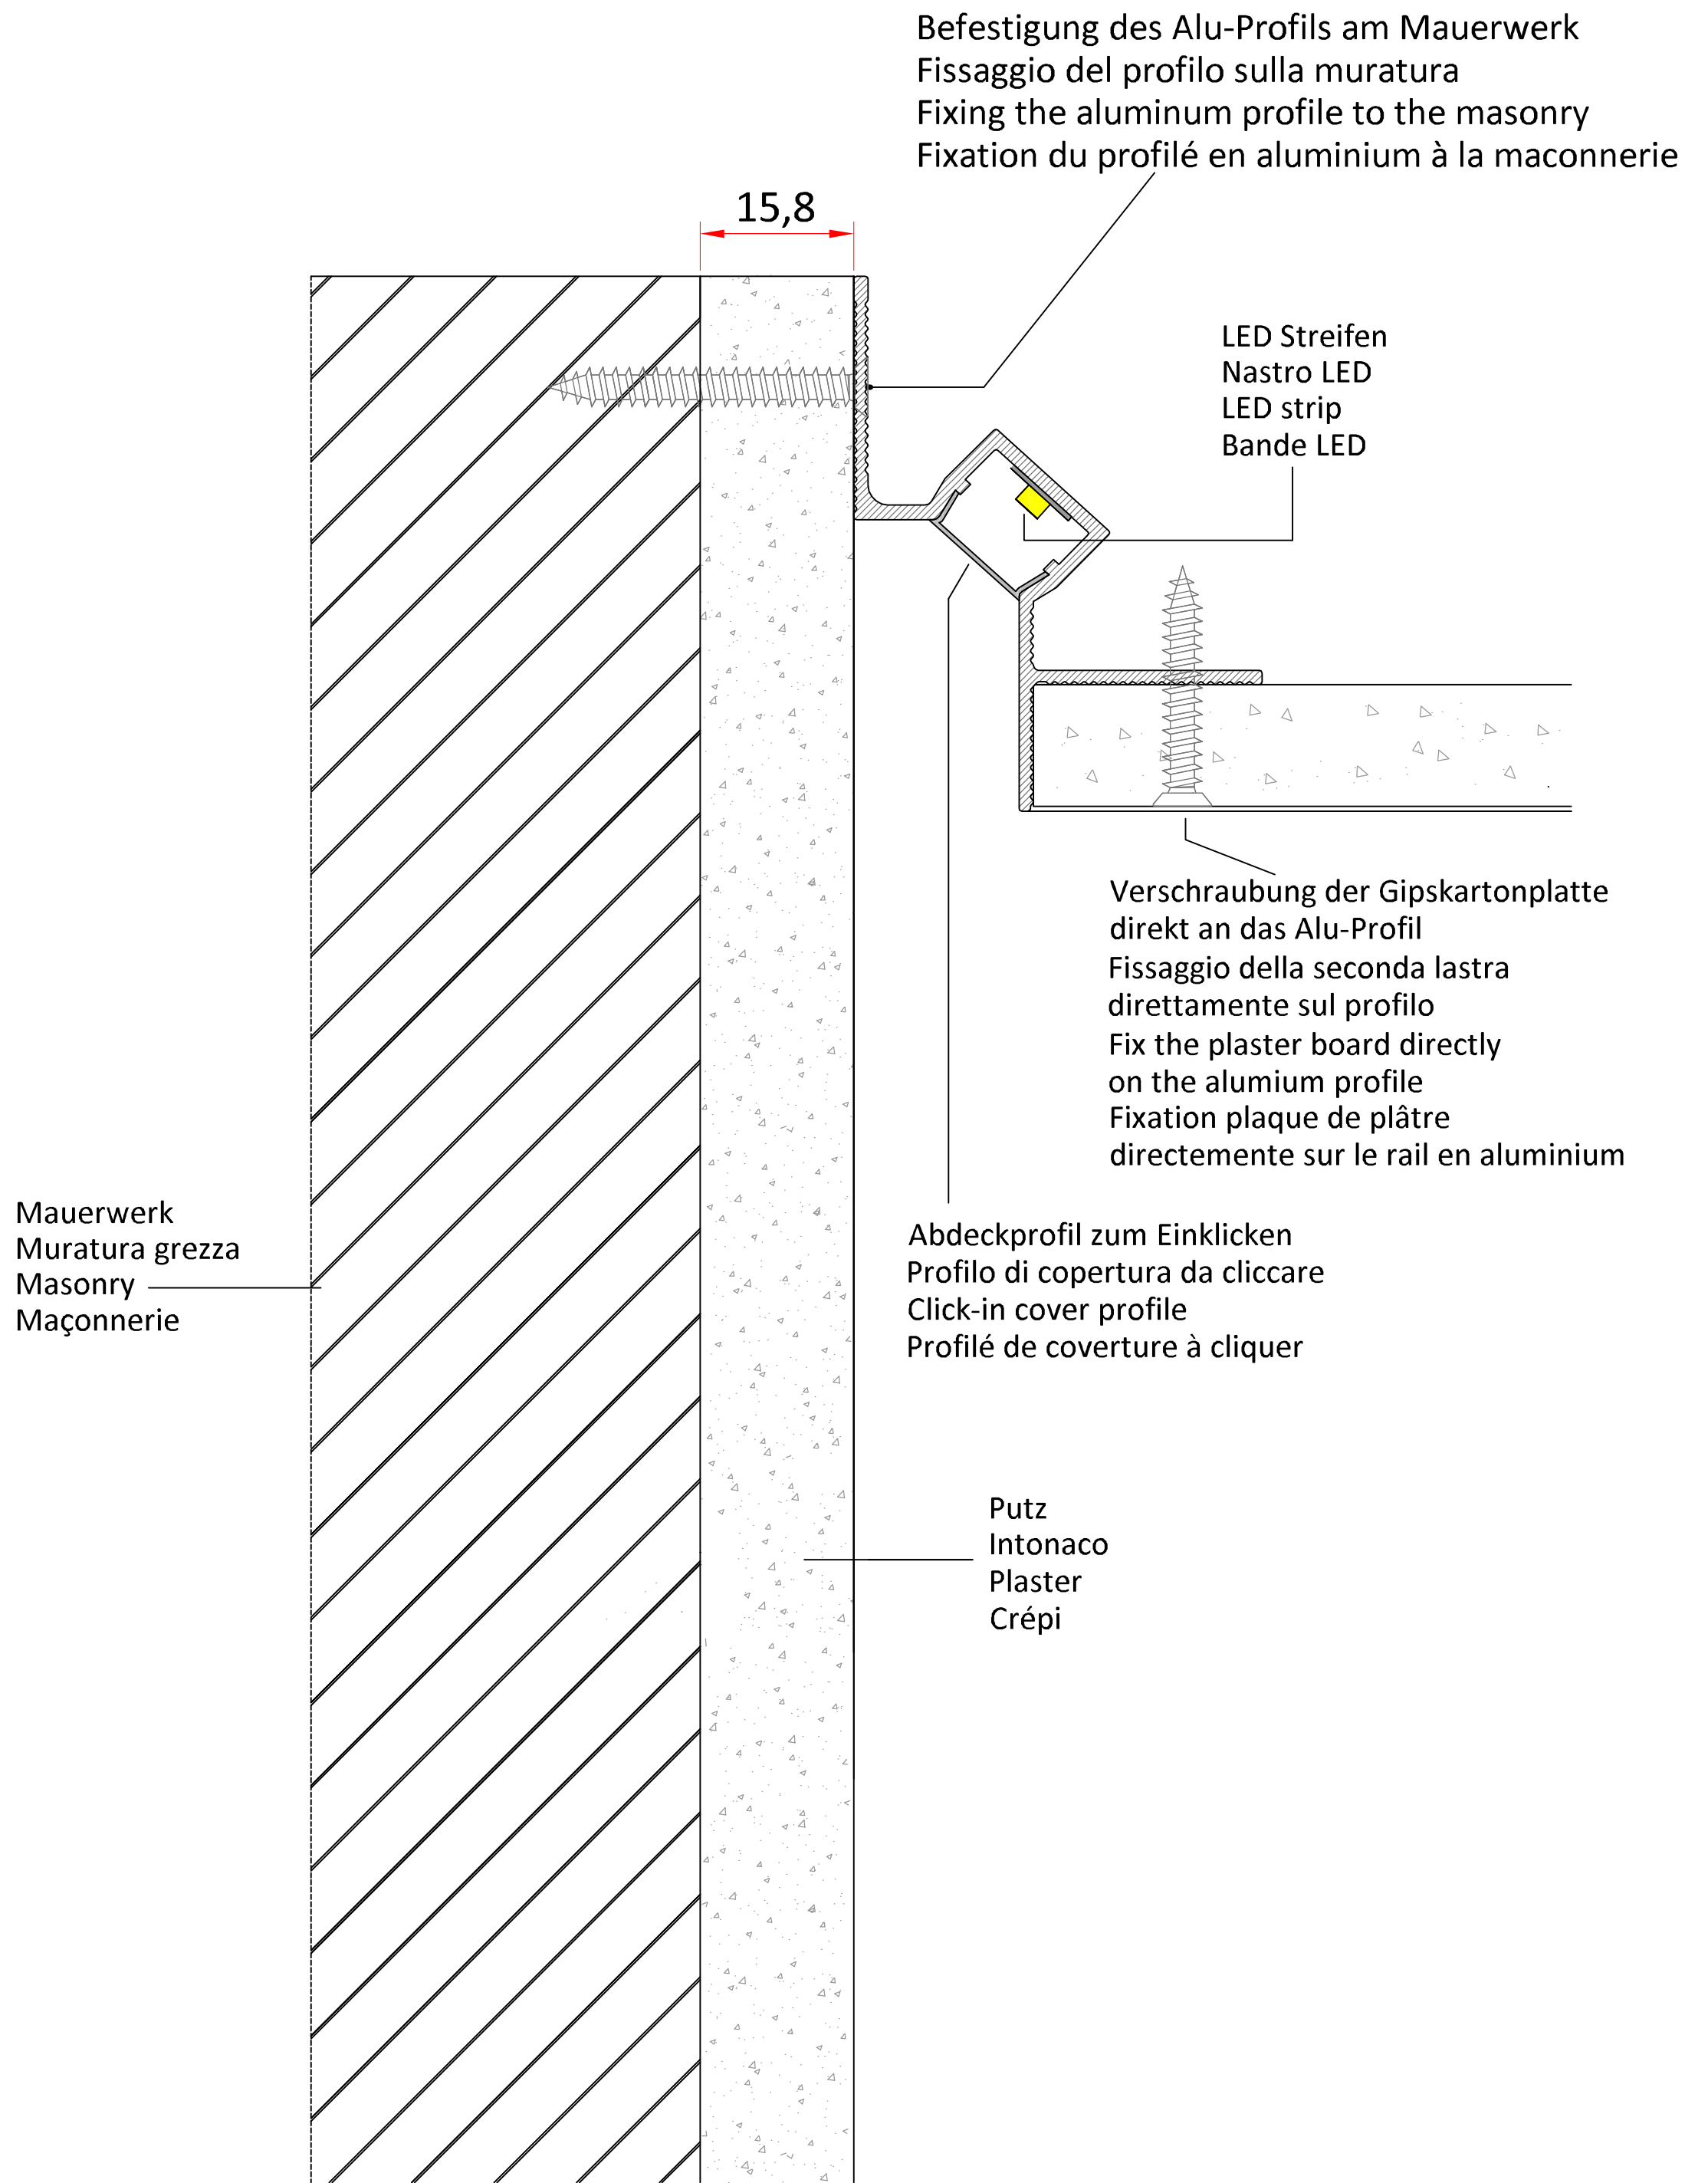 Befestigung des Alu-Profils am Mauerwerk
Fissaggio del profilo sulla muratura
Fixing the aluminum profile to the masonry
Fixation du profilé en aluminium à la maconnerie
15,8
LED Streifen
Nastro LED
LED strip
Bande LED
Verschraubung der Gipskartonplatte
direkt an das Alu-Profil
Fissaggio della seconda lastra
direttamente sul profilo
Fix the plaster board directly
on the alumium profile
Fixation plaque de plâtre
directemente sur le rail en aluminium
Mauerwerk
Muratura grezza
Masonry
Maçonnerie
Abdeckprofil zum Einklicken
Profilo di copertura da cliccare
Click-in cover profile
Profilé de coverture à cliquer
Putz
Intonaco
Plaster
Crépi